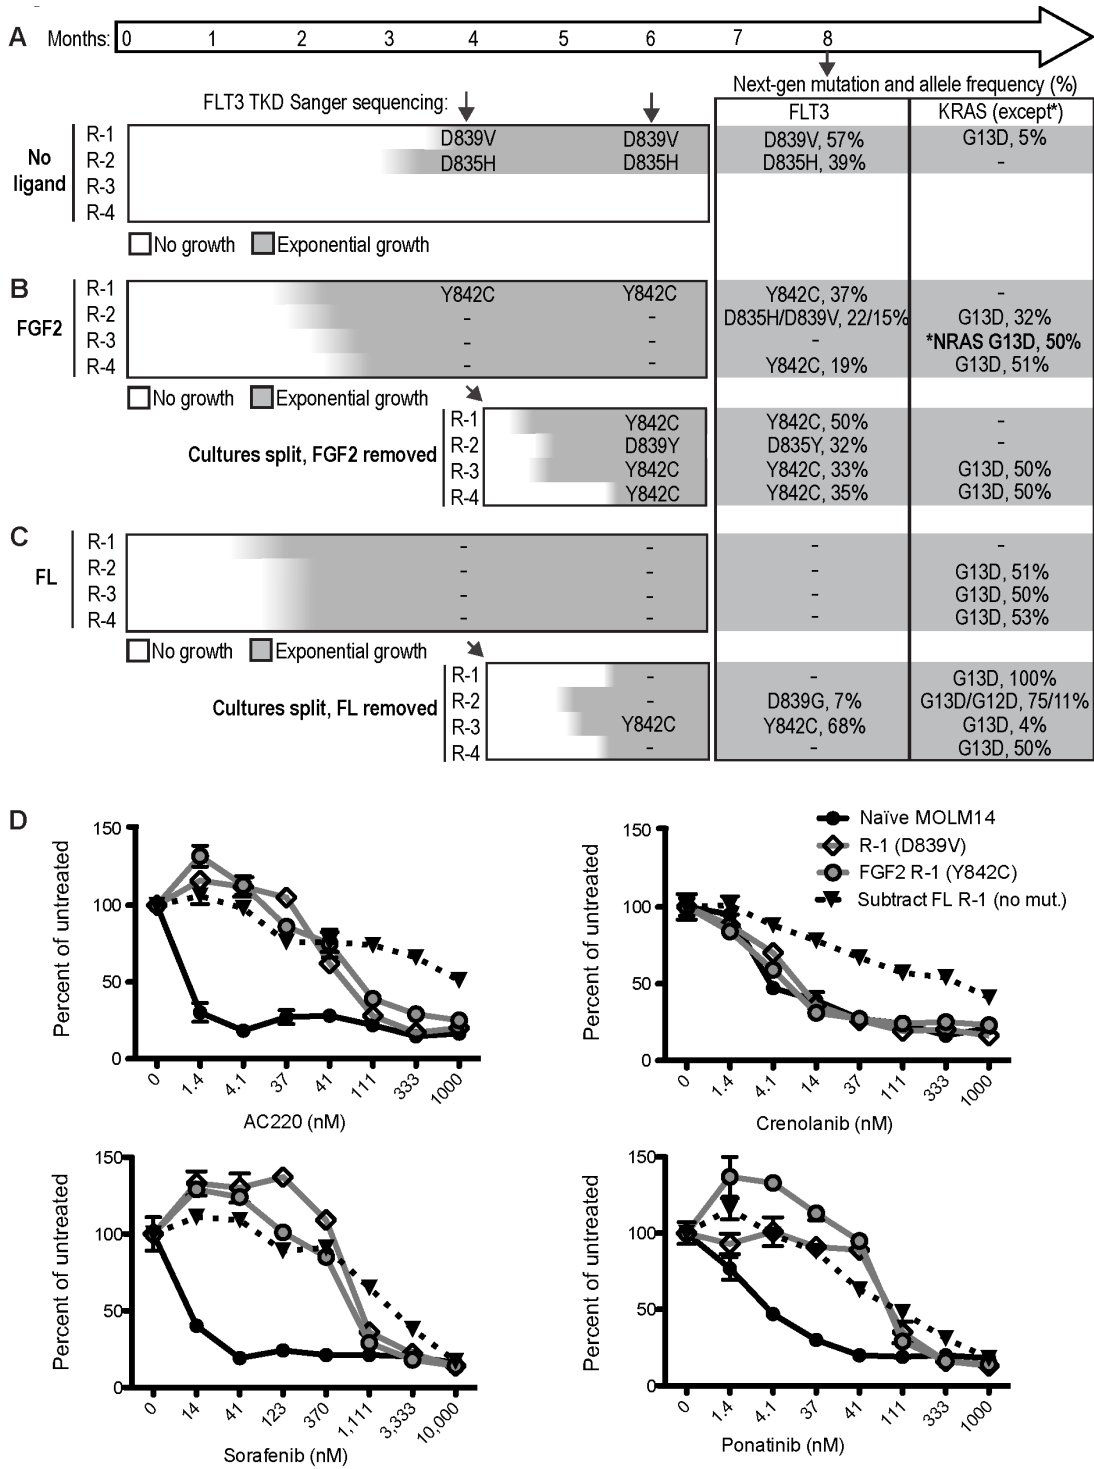 A Months: 0 1 2 3 4 5 6 7 8
Next-gen mutation and allele frequency (%)
FLT3 TKD Sanger sequencing:
FLT3 KRAS (except*)
No ligand
R-1 D839V D839V D839V, 57% G13D, 5%
R-2 D835H D835H D835H, 39% -
R-3
R-4
No growth Exponential growth
B
FGF2
R-1 Y842C Y842C Y842C, 37% -
R-2 - - D835H/D839V, 22/15% G13D, 32%
R-3 - - - *NRAS G13D, 50%
R-4 - - Y842C, 19% G13D, 51%
No growth Exponential growth
Cultures split, FGF2 removed
R-1 Y842C Y842C, 50% -
R-2 D839Y D835Y, 32% -
R-3 Y842C Y842C, 33% G13D, 50%
R-4 Y842C Y842C, 35% G13D, 50%
C
FL
R-1 - - - -
R-2 - - - G13D, 51%
R-3 - - - G13D, 50%
R-4 - - - G13D, 53%
No growth Exponential growth
Cultures split, FL removed
R-1 - - G13D, 100%
R-2 - D839G, 7% G13D/G12D, 75/11%
R-3 Y842C Y842C, 68% G13D, 4%
R-4 - - G13D, 50%
D
Percent of untreated
150
100
50
0
0 1.4 4.1 37 41 111 333 1000
AC220 (nM)
Naïve MOLM14
R-1 (D839V)
FGF2 R-1 (Y842C)
Subtract FL R-1 (no mut.)
Percent of untreated
150
100
50
0
0 1.4 4.1 14 37 111 333 1000
Crenolanib (nM)
Percent of untreated
150
100
50
0
0 14 41 123 370 1,111 3,333 10,000
Sorafenib (nM)
Percent of untreated
150
100
50
0
0 1.4 4.1 37 41 111 333 1000
Ponatinib (nM)